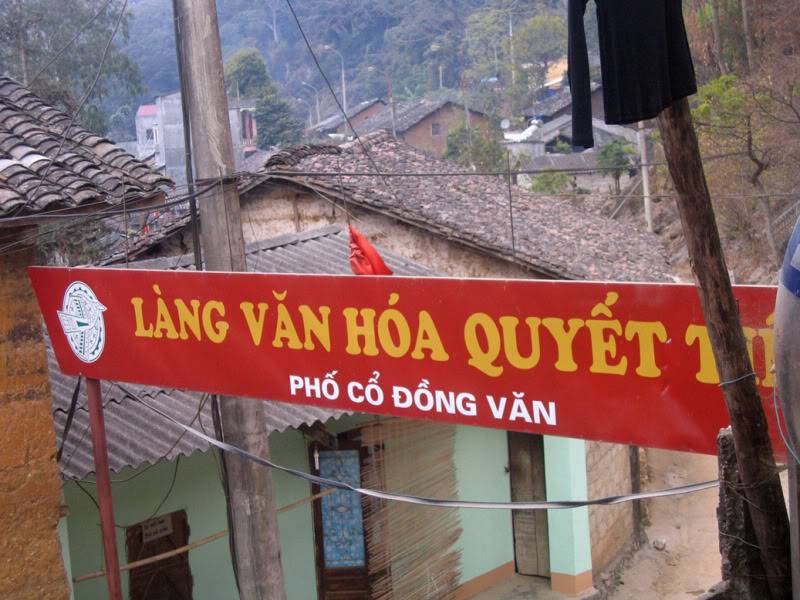 LÀNG VĂN HÓA QUYẾT
PHỐ CỔ ĐỒNG VĂN